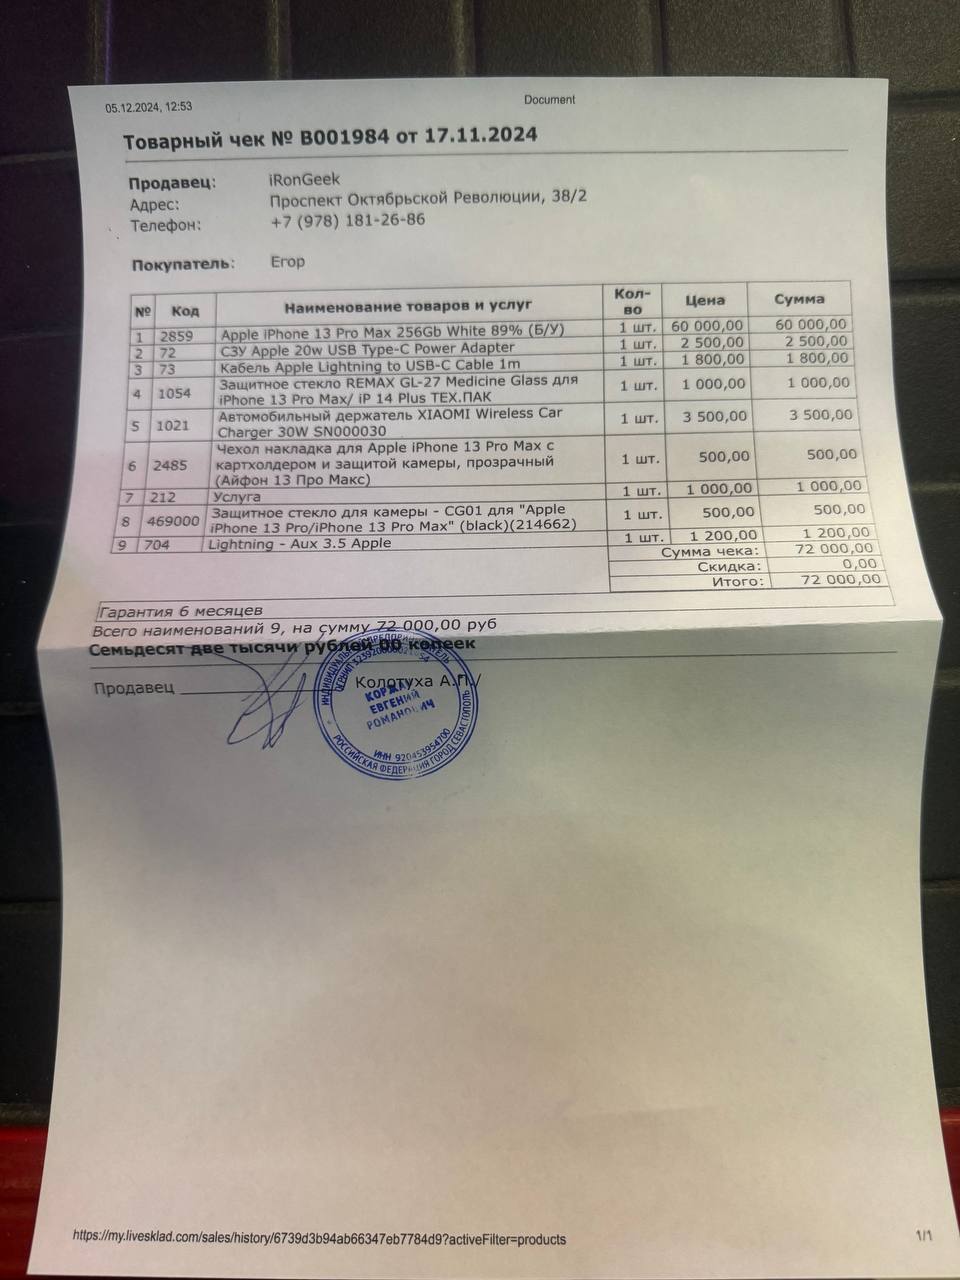 05.12.2024, 12:53
Document
Товарный чек № B001984 от 17.11.2024
Продавец: iRonGeek
Адрес: Проспект Октябрьской Революции, 38/2
Телефон: +7 (978) 181-26-86
Покупатель: Егор
№ Код Наименование товаров и услуг Кол-во Цена Сумма
1 2859 Apple iPhone 13 Pro Max 256Gb White 89% (Б/У) 1 шт. 60 000,00 60 000,00
2 72 СЗУ Apple 20w USB Type-C Power Adapter 1 шт. 2 500,00 2 500,00
3 73 Кабель Apple Lightning to USB-C Cable 1m 1 шт. 1 800,00 1 800,00
4 1054 Защитное стекло REMAX GL-27 Medicine Glass для
iPhone 13 Pro Max/ iP 14 Plus ТЕХ.ПАК 1 шт. 1 000,00 1 000,00
5 1021 Автомобильный держатель XIAOMI Wireless Car
Charger 30W SN000030 1 шт. 3 500,00 3 500,00
6 2485 Чехол накладка для Apple iPhone 13 Pro Max с
картхолдером и защитой камеры, прозрачный
(Айфон 13 Про Макс) 1 шт. 500,00 500,00
7 212 Услуга 1 шт. 1 000,00 1 000,00
8 469000 Защитное стекло для камеры - CG01 для "Apple
iPhone 13 Pro/iPhone 13 Pro Max" (black)(214662) 1 шт. 500,00 500,00
9 704 Lightning - Aux 3.5 Apple 1 шт. 1 200,00 1 200,00
Сумма чека: 72 000,00
Скидка: 0,00
Итого: 72 000,00
Гарантия 6 месяцев
Всего наименований 9, на сумму 72 000,00 руб
Семьдесят две тысячи рублей 00 копеек
Продавец Колотуха А.П./
ИНДИВИДУАЛЬНЫЙ ПРЕДПРИНИМАТЕЛЬ
КОРЖА
ЕВГЕНИЙ
РОМАНОВИЧ
ИНН 920453954700
РОССИЙСКАЯ ФЕДЕРАЦИЯ ГОРОД СЕВАСТОПОЛЬ
https://my.livesklad.com/sales/history/6739d3b94ab66347eb7784d9?activeFilter=products
1/1